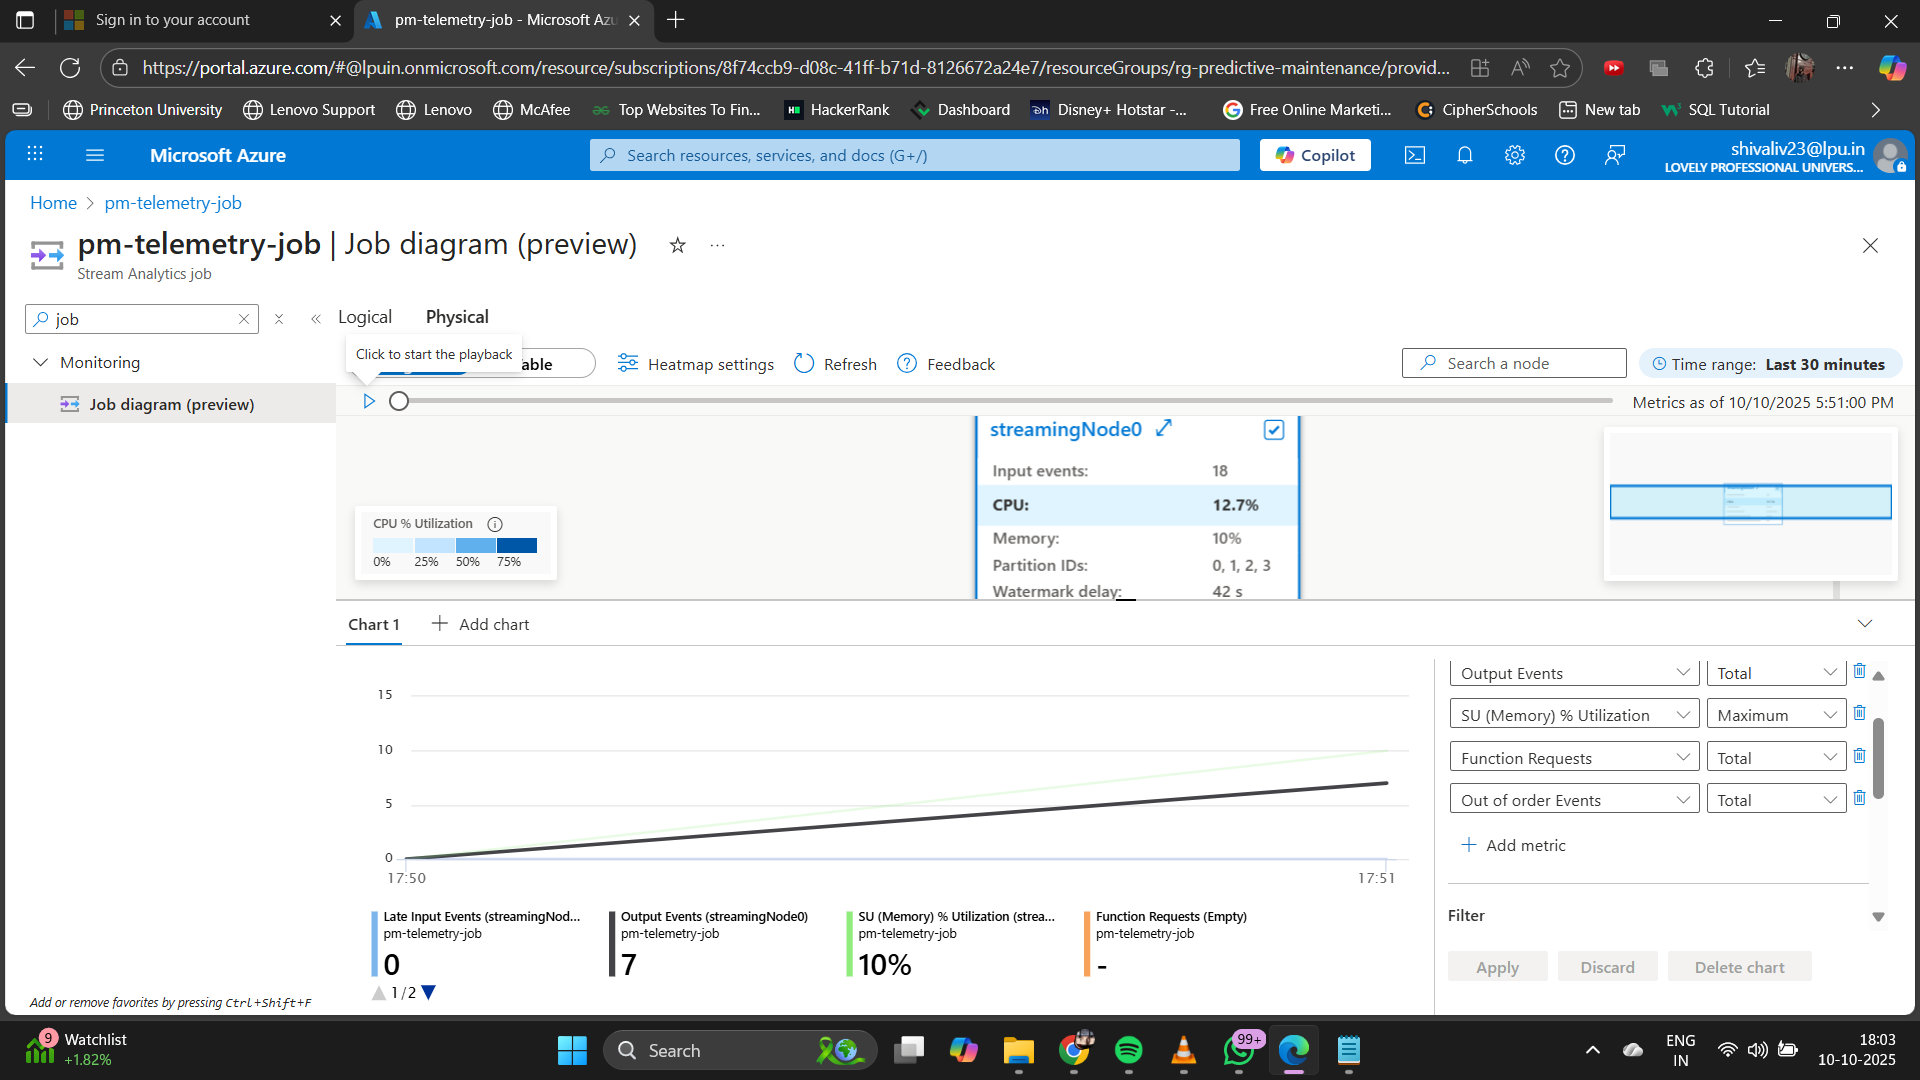 Sign in to your account
pm-telemetry-job - Microsoft Azu
https://portal.azure.com/#@lpuin.onmicrosoft.com/resource/subscriptions/8f74ccb9-d08c-41ff-b71d-8126672a24e7/resourceGroups/rg-predictive-maintenance/provid...
Princeton University
Lenovo Support
Lenovo
McAfee
Top Websites To Fin...
HackerRank
Dashboard
Disney+ Hotstar -...
Free Online Marketi...
CipherSchools
New tab
SQL Tutorial
Microsoft Azure
Search resources, services, and docs (G+/)
Copilot
shivaliv23@lpu.in
LOVELY PROFESSIONAL UNIVERS...
Home > pm-telemetry-job
pm-telemetry-job | Job diagram (preview)
Stream Analytics job
job
Monitoring
Job diagram (preview)
Logical
Physical
Click to start the playback
Heatmap settings
Refresh
Feedback
Search a node
Time range: Last 30 minutes
Metrics as of 10/10/2025 5:51:00 PM
streamingNode0
Input events: 18
CPU: 12.7%
Memory: 10%
Partition IDs: 0, 1, 2, 3
Watermark delay: 42 s
CPU % Utilization
0% 25% 50% 75%
Chart 1
Add chart
15
10
5
0
17:50
17:51
Late Input Events (streamingNod...
pm-telemetry-job
0
Output Events (streamingNode0)
pm-telemetry-job
7
SU (Memory) % Utilization (strea...
pm-telemetry-job
10%
Function Requests (Empty)
pm-telemetry-job
-
1/2
Output Events
Total
SU (Memory) % Utilization
Maximum
Function Requests
Total
Out of order Events
Total
Add metric
Filter
Apply
Discard
Delete chart
Add or remove favorites by pressing Ctrl+Shift+F
9
Watchlist
+1.82%
Search
99+
ENG
IN
18:03
10-10-2025